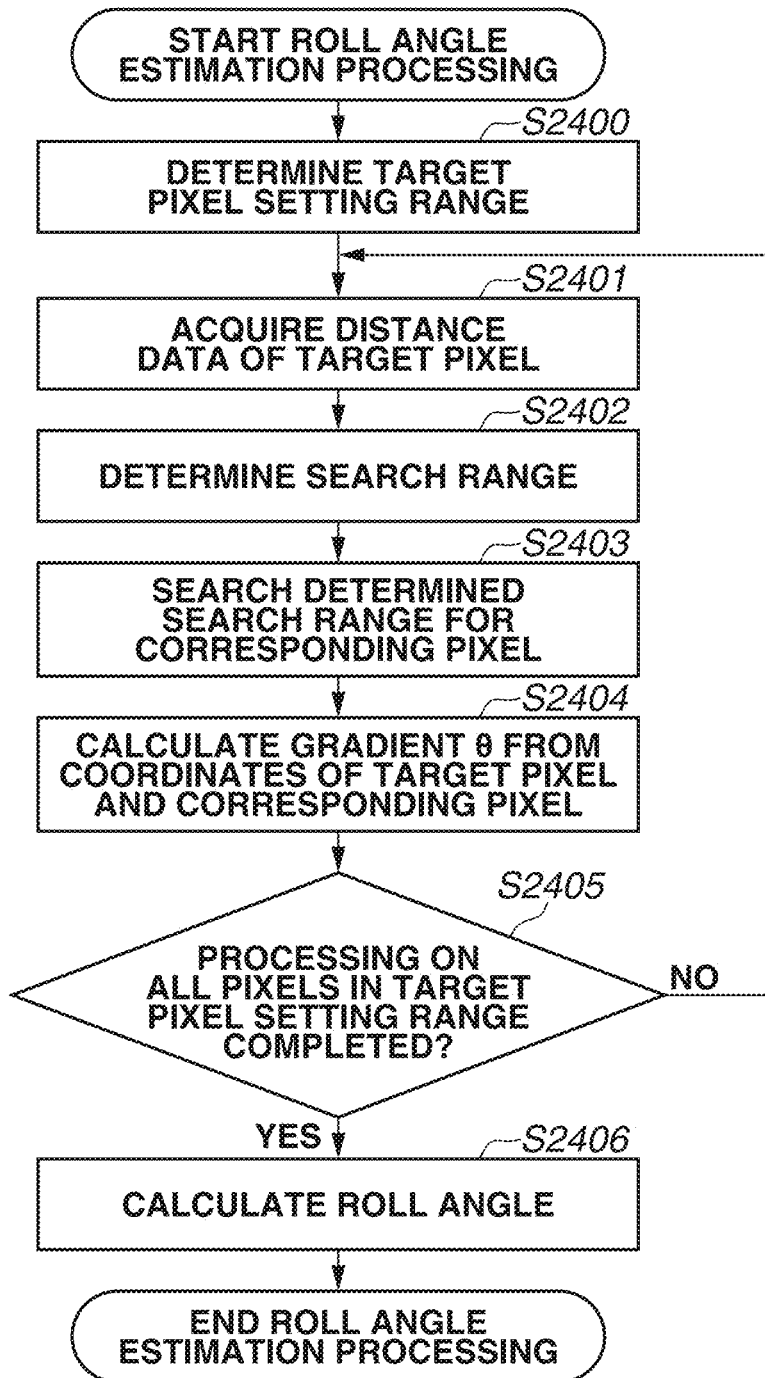 START ROLL ANGLE
ESTIMATION PROCESSING
S2400
DETERMINE TARGET
PIXEL SETTING RANGE
S2401
ACQUIRE DISTANCE
DATA OF TARGET PIXEL
S2402
DETERMINE SEARCH RANGE
S2403
SEARCH DETERMINED
SEARCH RANGE FOR
CORRESPONDING PIXEL
S2404
CALCULATE GRADIENT θ FROM
COORDINATES OF TARGET PIXEL
AND CORRESPONDING PIXEL
S2405
PROCESSING ON
ALL PIXELS IN TARGET
PIXEL SETTING RANGE
COMPLETED?
NO
YES
S2406
CALCULATE ROLL ANGLE
END ROLL ANGLE
ESTIMATION PROCESSING